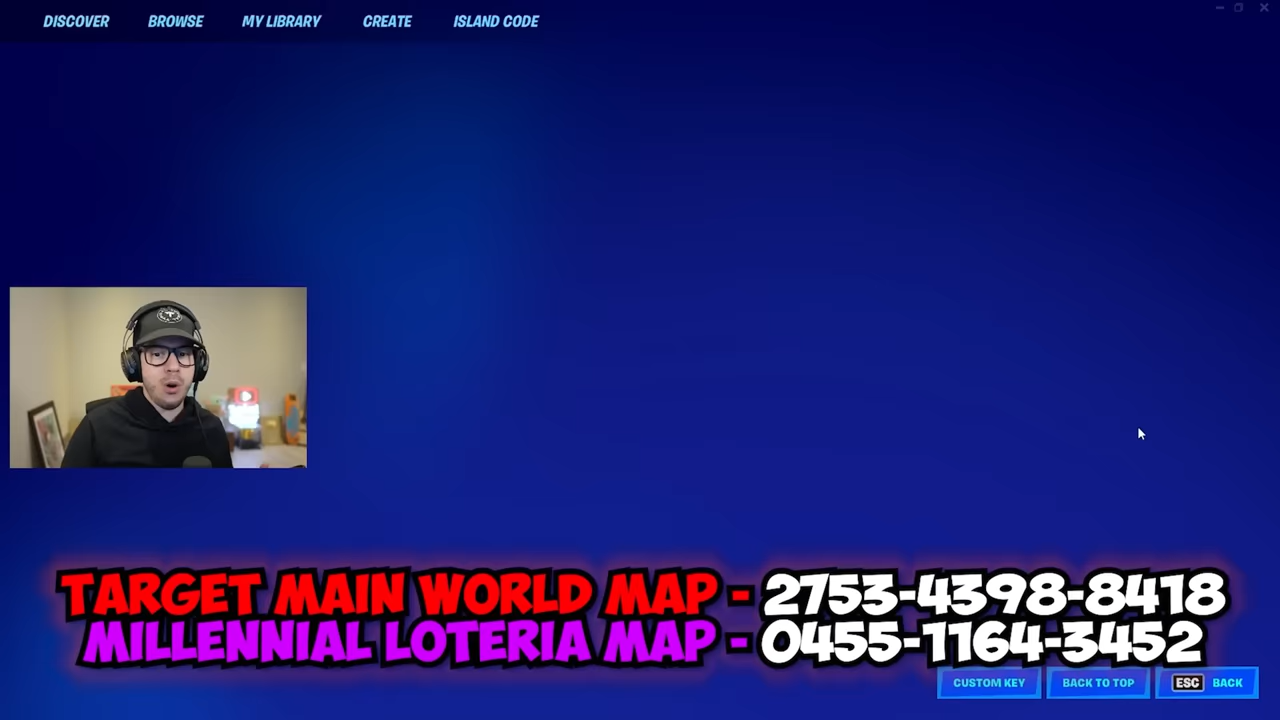 DISCOVER BROWSE MY LIBRARY CREATE ISLAND CODE
TARGET MAIN WORLD MAP - 2753-4398-8418
MILLENNIAL LOTERIA MAP - 0455-1164-3452
CUSTOM KEY BACK TO TOP ESC BACK